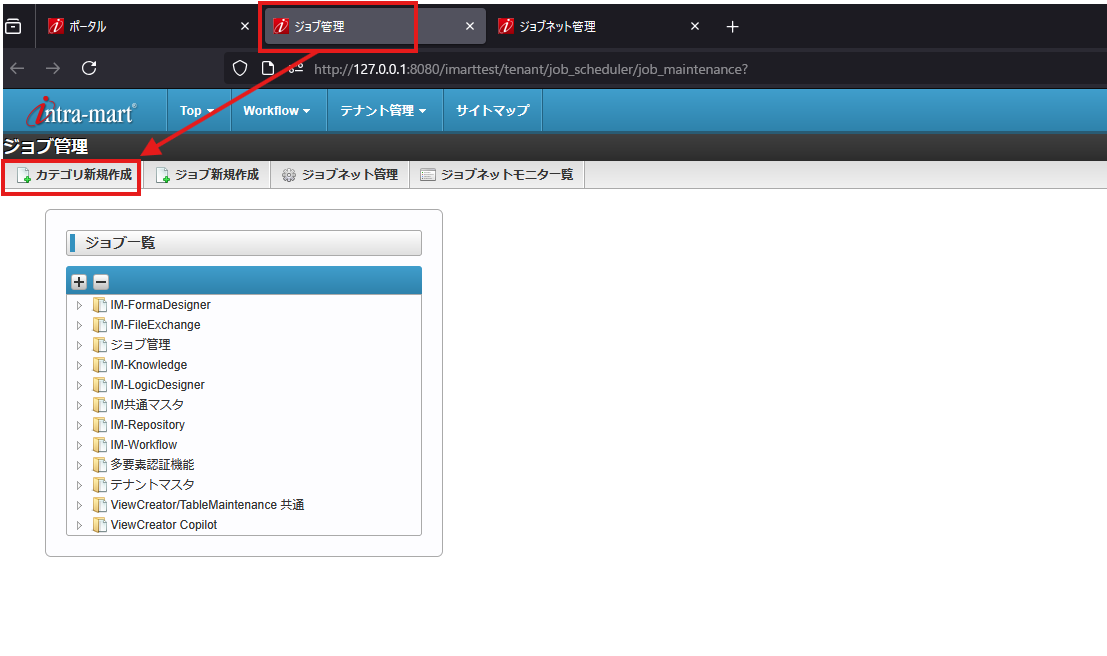 ポータル
ジョブ管理
ジョブネット管理
http://127.0.0.1:8080/imarttest/tenant/job_scheduler/job_maintenance?
intra-mart®
Top
Workflow
テナント管理
サイトマップ
ジョブ管理
カテゴリ新規作成
ジョブ新規作成
ジョブネット管理
ジョブネットモニター覧
ジョブ一覧
IM-FormaDesigner
IM-FileExchange
ジョブ管理
IM-Knowledge
IM-LogicDesigner
IM共通マスタ
IM-Repository
IM-Workflow
多要素認証機能
テナントマスタ
ViewCreator/TableMaintenance 共通
ViewCreator Copilot